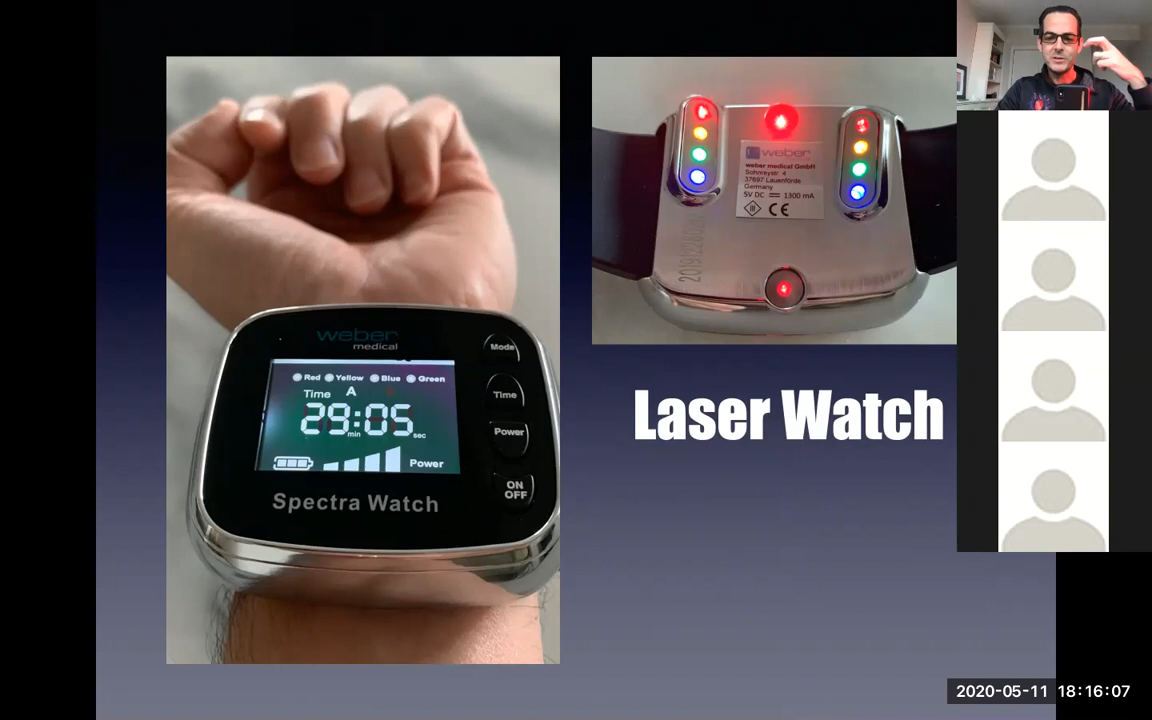 weber
medical
Mode
Red Yellow Blue Green
Time A
29:05
min sec
Time
Power
Power
ON
OFF
Spectra Watch
weber
weber medical GmbH
Sohnreystr. 4
37697 Lauenförde
Germany
5V DC 1300 mA
III CE
Laser Watch
2020-05-11 18:16:07